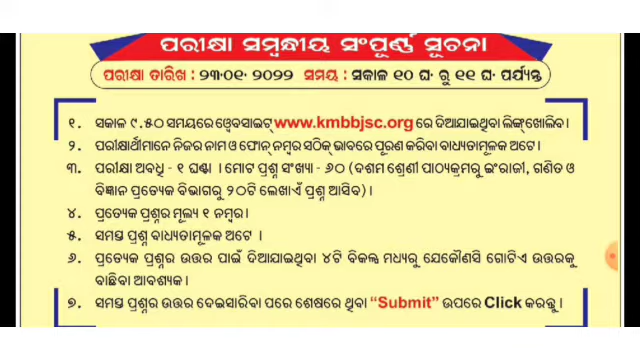 ପରୀକ୍ଷା ସମ୍ବନ୍ଧୀୟ ସଂପୂର୍ଣ୍ଣ ସୂଚନା
ପରୀକ୍ଷା ତାରିଖ : ୨୩·୦୧· ୨୦୨୨ ସମୟ : ସକାଳ ୧୦ ଘ· ରୁ ୧୧ ଘ· ପର୍ଯ୍ୟନ୍ତ
୧. ସକାଳ ୯.୫୦ ସମୟରେ ୱେବସାଇଟ୍ www.kmbbjsc.org ରେ ଦିଆଯାଇଥିବା ଲିଙ୍କ୍ ଖୋଲିବ।
୨. ପରୀକ୍ଷାର୍ଥୀମାନେ ନିଜର ନାମ ଓ ଫୋନ୍ ନମ୍ବର ସଠିକ୍ ଭାବରେ ପୂରଣ କରିବା ବାଧ୍ୟତାମୂଳକ ଅଟେ ।
୩. ପରୀକ୍ଷା ଅବଧି - ୧ ଘଣ୍ଟା । ମୋଟ ପ୍ରଶ୍ନ ସଂଖ୍ୟା - ୬୦ (ଦଶମ ଶ୍ରେଣୀ ପାଠ୍ୟକ୍ରମରୁ ଇଂରାଜୀ, ଗଣିତ ଓ
ବିଜ୍ଞାନ ପ୍ରତ୍ୟେକ ବିଭାଗରୁ ୨୦ଟି ଲେଖାଏଁ ପ୍ରଶ୍ନ ଆସିବ) ।
୪. ପ୍ରତ୍ୟେକ ପ୍ରଶ୍ନର ମୂଲ୍ୟ ୧ ନମ୍ବର।
୫. ସମସ୍ତ ପ୍ରଶ୍ନ ବାଧ୍ୟତାମୂଳକ ଅଟେ ।
୬. ପ୍ରତ୍ୟେକ ପ୍ରଶ୍ନର ଉତ୍ତର ପାଇଁ ଦିଆଯାଇଥିବା ୪ଟି ବିକଳ୍ପ ମଧ୍ୟରୁ ଯେକୌଣସି ଗୋଟିଏ ଉତ୍ତରକୁ
ବାଛିବା ଆବଶ୍ୟକ ।
୭. ସମସ୍ତ ପ୍ରଶ୍ନର ଉତ୍ତର ଦେଇସାରିବା ପରେ ଶେଷରେ ଥିବା “Submit” ଉପରେ Click କରନ୍ତୁ ।